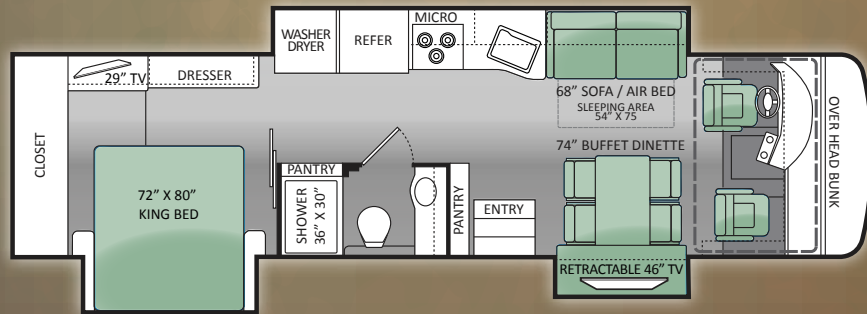 WASHER
DRYER
REFER
MICRO
29" TV
DRESSER
68" SOFA / AIR BED
SLEEPING AREA
54" X 75
CLOSET
74" BUFFET DINETTE
OVER HEAD BUNK
72" X 80"
KING BED
PANTRY
SHOWER
36" X 30"
PANTRY
ENTRY
RETRACTABLE 46" TV